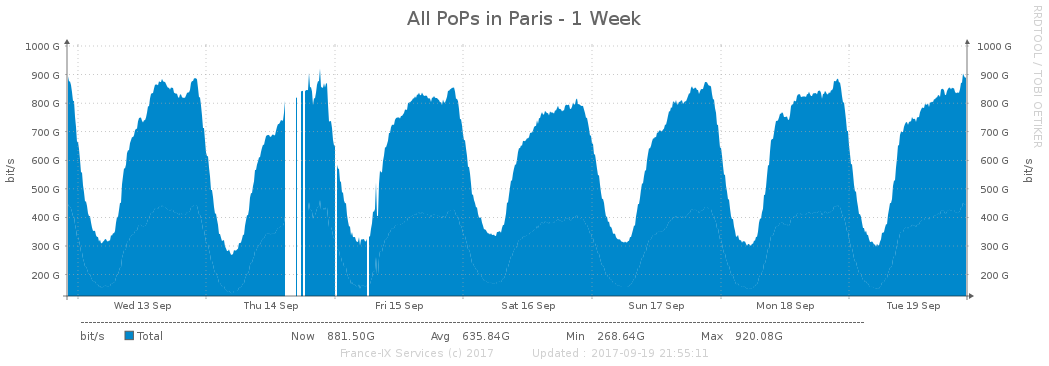 All PoPs in Paris - 1 Week
RRDTOOL / TOBI OETIKER
1000 G 1000 G
900 G 900 G
800 G 800 G
700 G 700 G
600 G 600 G
500 G 500 G
400 G 400 G
300 G 300 G
200 G 200 G
bit/s bit/s
Wed 13 Sep Thu 14 Sep Fri 15 Sep Sat 16 Sep Sun 17 Sep Mon 18 Sep Tue 19 Sep
bit/s Total Now 881.50G Avg 635.84G Min 268.64G Max 920.08G
France-IX Services (c) 2017 Updated : 2017-09-19 21:55:11